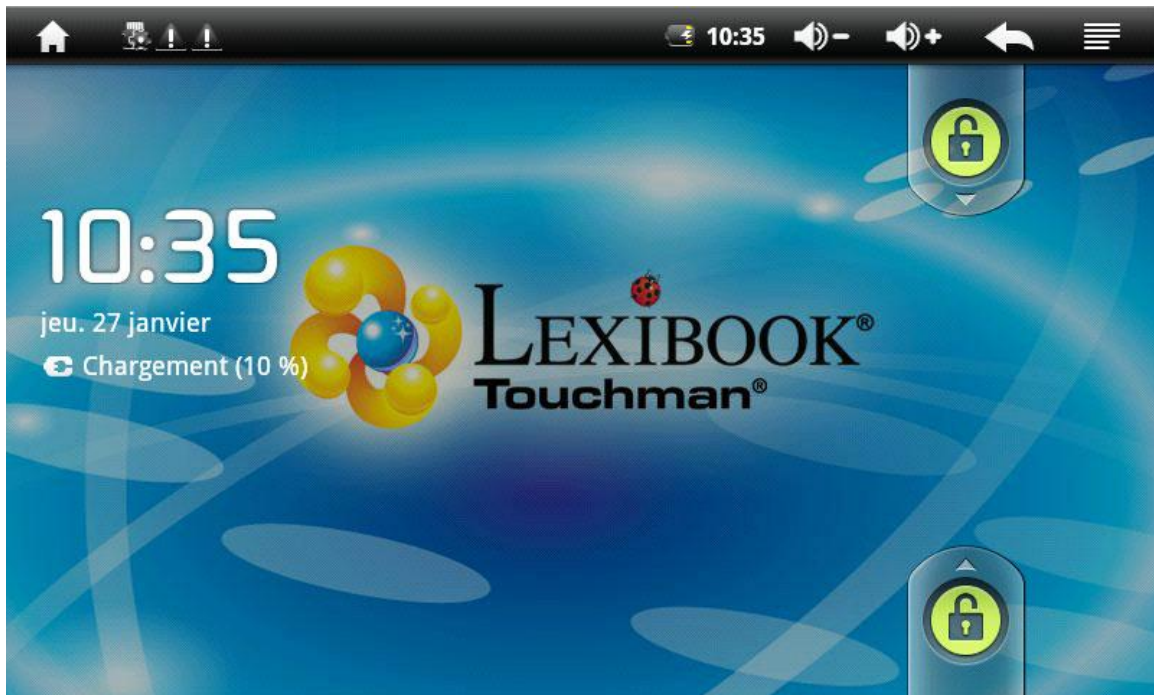 10:35
10:35
jeu. 27 janvier
Chargement (10 %)
LEXIBOOK®
Touchman®